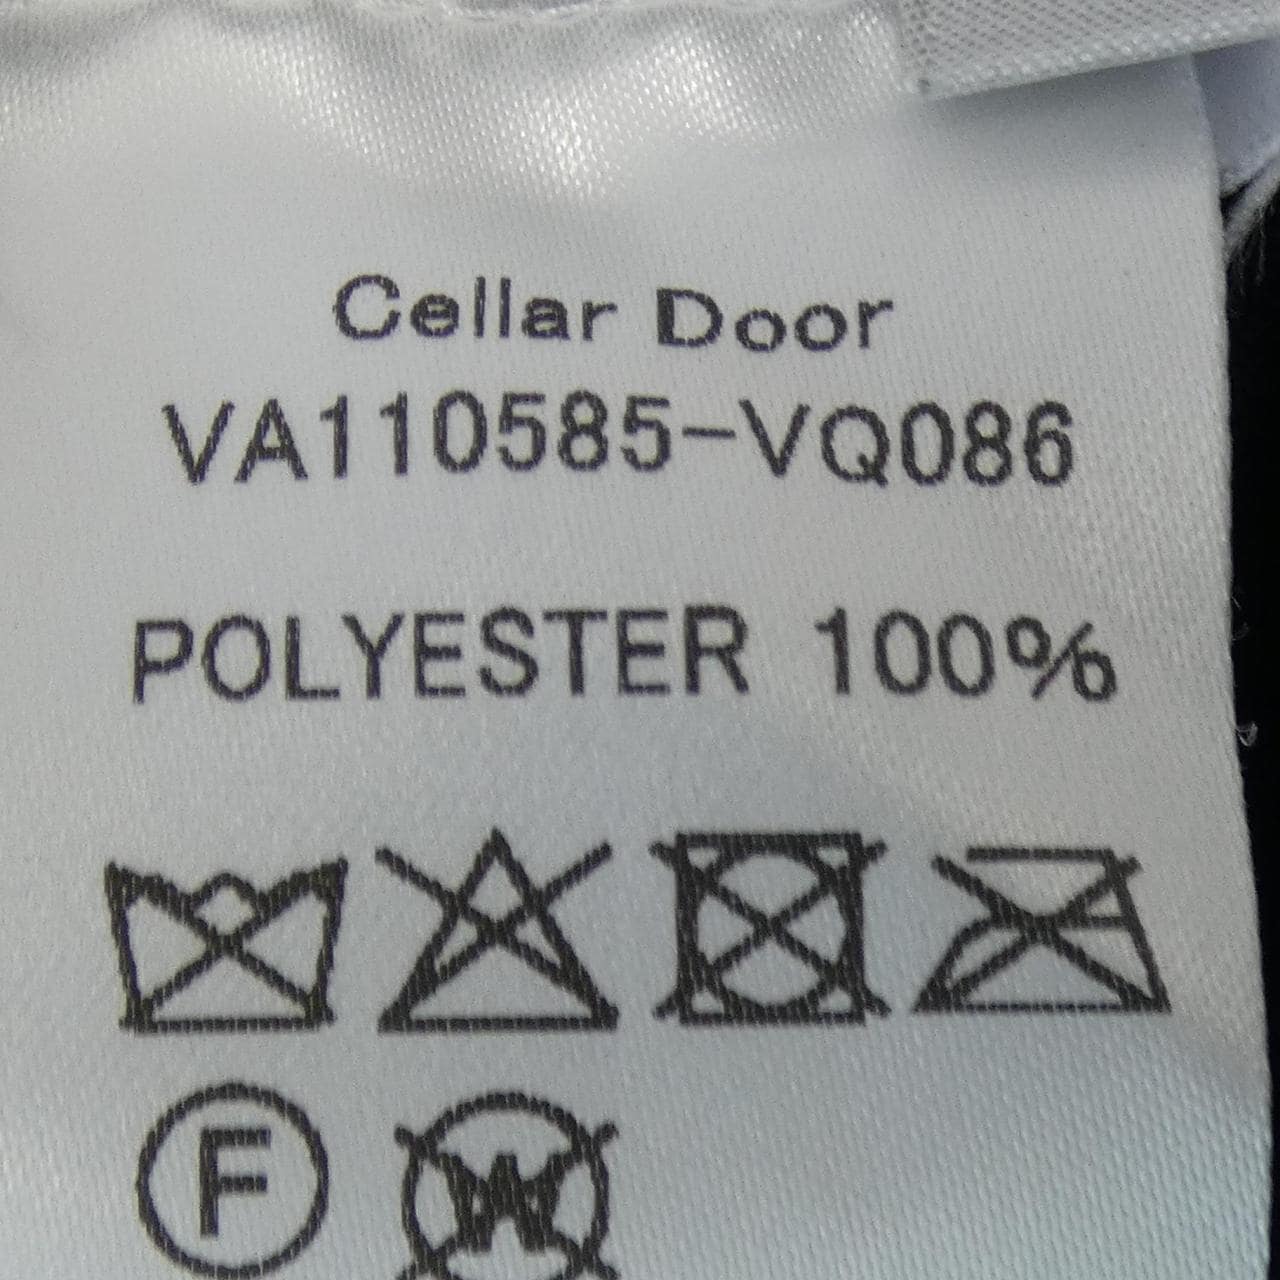 Cellar Door
VA110585-VQ086
POLYESTER 100%
F W